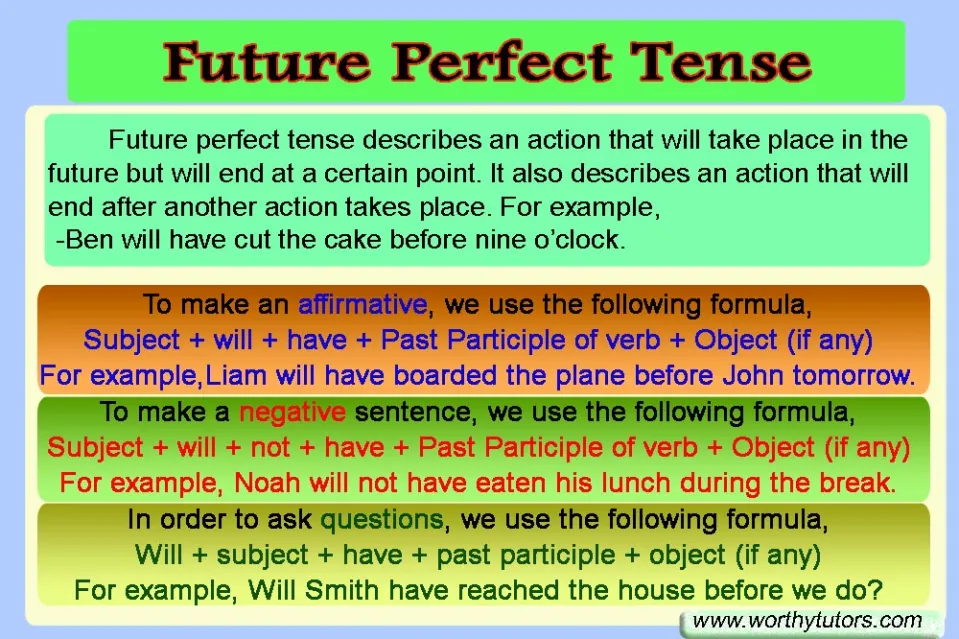 Future Perfect Tense
Future perfect tense describes an action that will take place in the
future but will end at a certain point. It also describes an action that will
end after another action takes place. For example,
-Ben will have cut the cake before nine o’clock.
To make an affirmative, we use the following formula,
Subject + will + have + Past Participle of verb + Object (if any)
For example,Liam will have boarded the plane before John tomorrow.
To make a negative sentence, we use the following formula,
Subject + will + not + have + Past Participle of verb + Object (if any)
For example, Noah will not have eaten his lunch during the break.
In order to ask questions, we use the following formula,
Will + subject + have + past participle + object (if any)
For example, Will Smith have reached the house before we do?
www.worthytutors.com